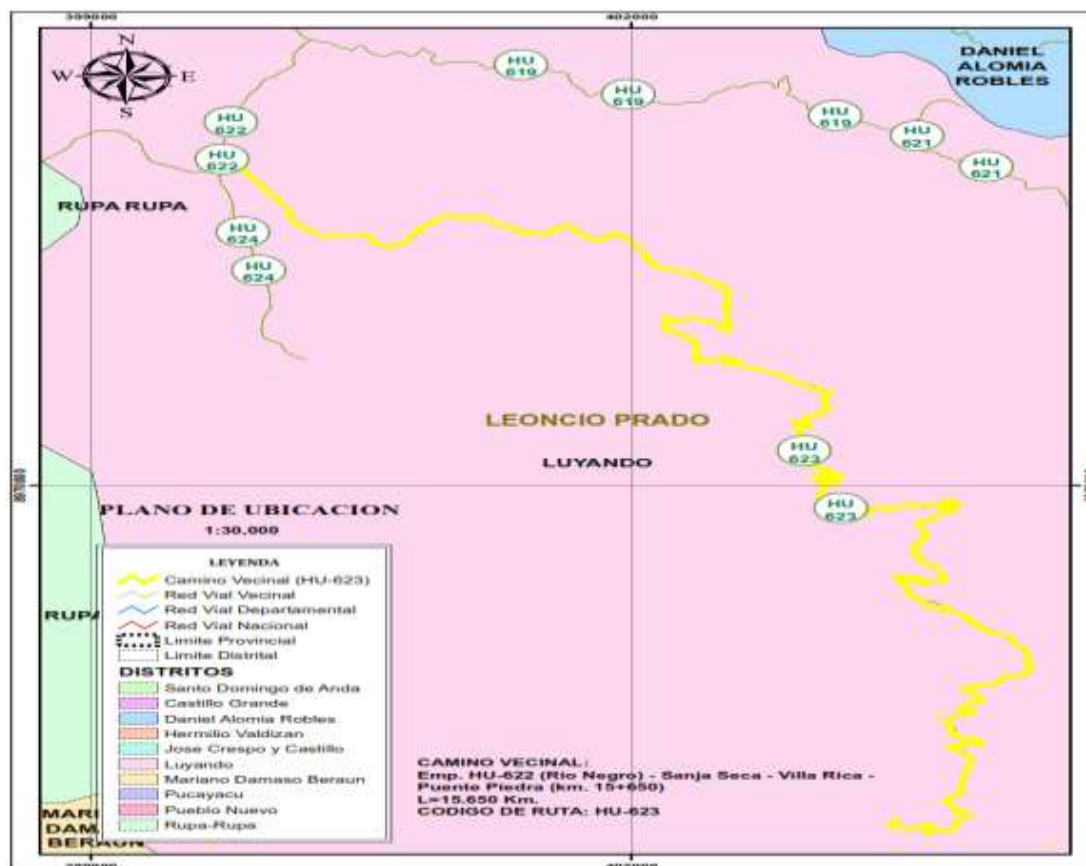 399000
402000
N
W
E
S
DANIEL
ALOMIA
ROBLES
HU
619
HU
619
HU
619
HU
621
HU
621
HU
622
HU
622
RUPA RUPA
HU
624
HU
624
LEONCIO PRADO
LUYANDO
HU
623
HU
623
8970000
PLANO DE UBICACION
1:30,000
LEYENDA
Camino Vecinal (HU-623)
Red Vial Vecinal
Red Vial Departamental
Red Vial Nacional
Limite Provincial
Limite Distrital
DISTRITOS
Santo Domingo de Anda
Castillo Grande
Daniel Alomia Robles
Hermilio Valdizan
Jose Crespo y Castillo
Luyando
Mariano Damaso Beraun
Pucayacu
Pueblo Nuevo
Rupa-Rupa
RUPA
MARI
DAM
BERAUN
CAMINO VECINAL:
Emp. HU-622 (Rio Negro) - Sanja Seca - Villa Rica -
Puente Piedra (km. 15+650)
L=15.650 Km.
CODIGO DE RUTA: HU-623